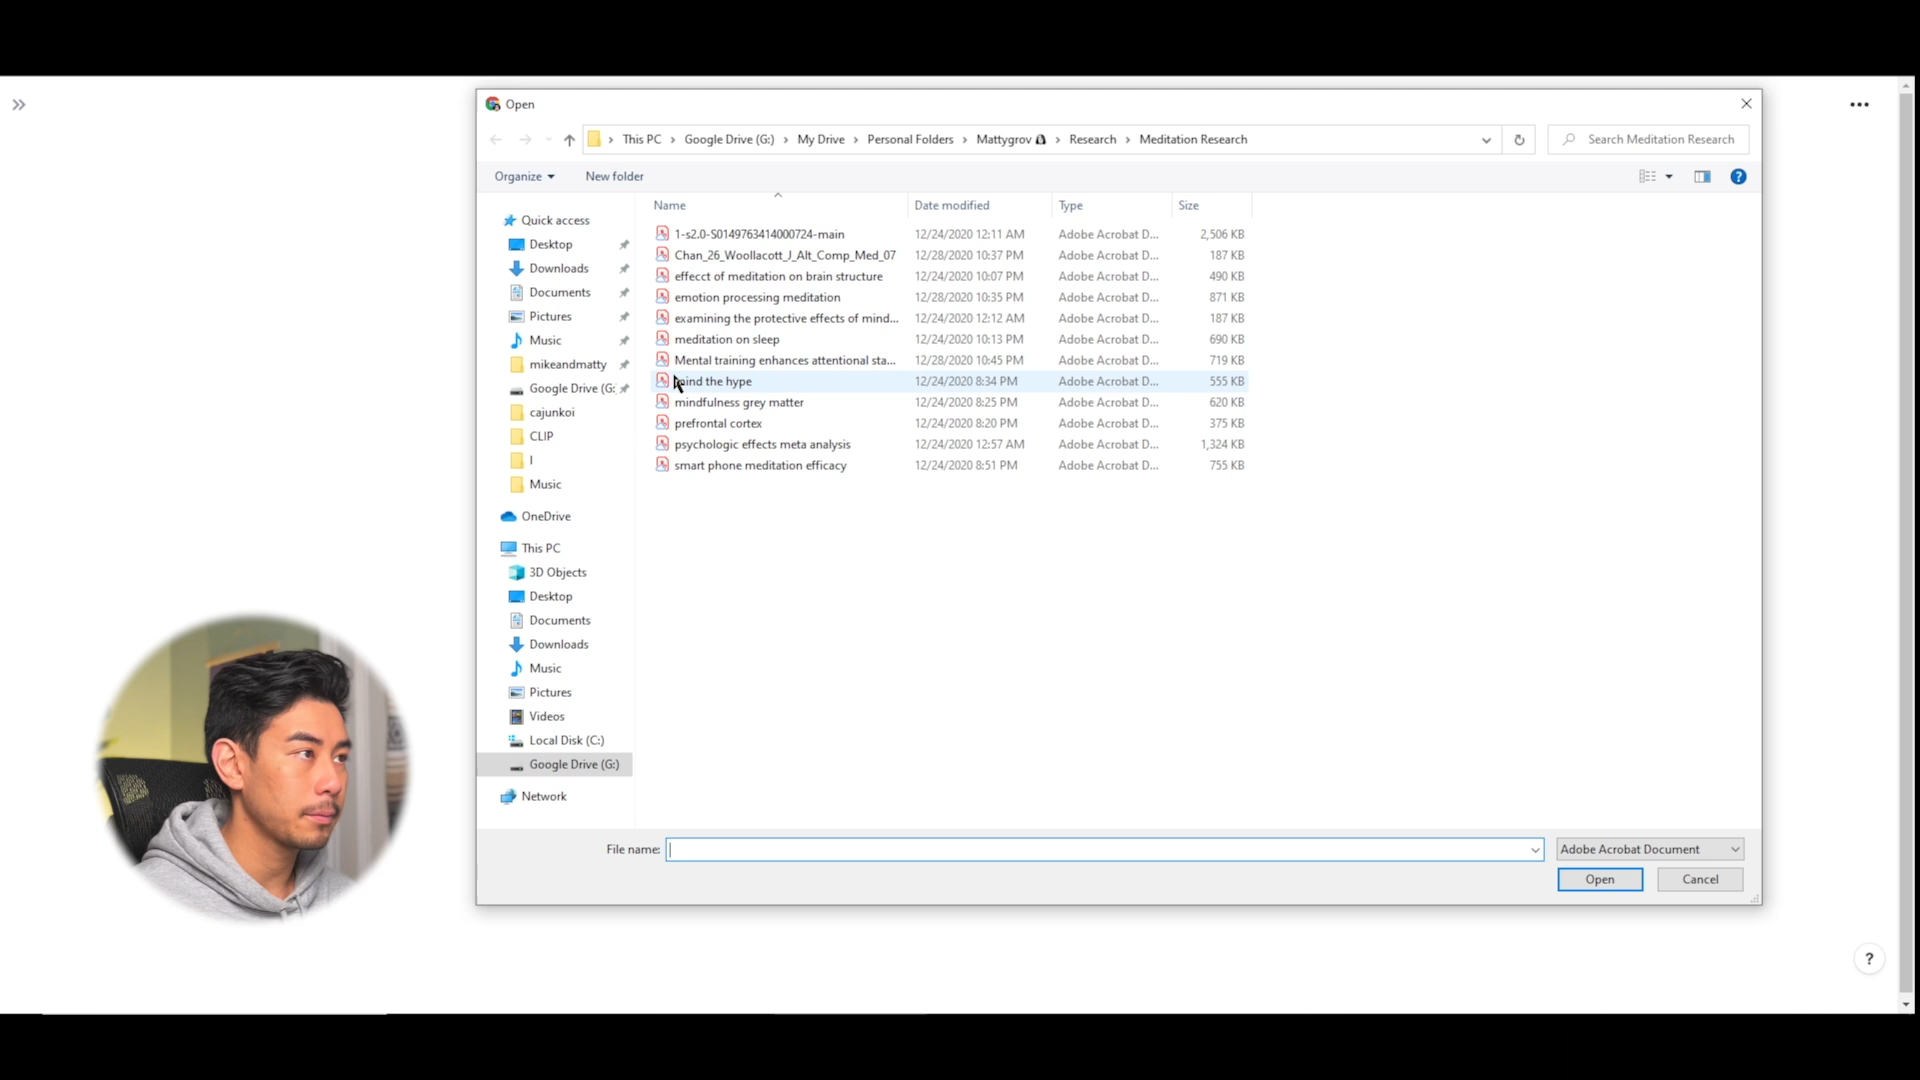 Open
This PC > Google Drive (G:) > My Drive > Personal Folders > Mattygrov > Research > Meditation Research
Search Meditation Research
Organize
New folder
Name Date modified Type Size
1-s2.0-S0149763414000724-main 12/24/2020 12:11 AM Adobe Acrobat D... 2,506 KB
Chan_26_Woollacott_J_Alt_Comp_Med_07 12/28/2020 10:37 PM Adobe Acrobat D... 187 KB
effecct of meditation on brain structure 12/24/2020 10:07 PM Adobe Acrobat D... 490 KB
emotion processing meditation 12/28/2020 10:35 PM Adobe Acrobat D... 871 KB
examining the protective effects of mind... 12/24/2020 12:12 AM Adobe Acrobat D... 187 KB
meditation on sleep 12/24/2020 10:13 PM Adobe Acrobat D... 690 KB
Mental training enhances attentional sta... 12/28/2020 10:45 PM Adobe Acrobat D... 719 KB
mind the hype 12/24/2020 8:34 PM Adobe Acrobat D... 555 KB
mindfulness grey matter 12/24/2020 8:25 PM Adobe Acrobat D... 620 KB
prefrontal cortex 12/24/2020 8:20 PM Adobe Acrobat D... 375 KB
psychologic effects meta analysis 12/24/2020 12:57 AM Adobe Acrobat D... 1,324 KB
smart phone meditation efficacy 12/24/2020 8:51 PM Adobe Acrobat D... 755 KB
Quick access
Desktop
Downloads
Documents
Pictures
Music
mikeandmatty
Google Drive (G:
cajunkoi
CLIP
I
Music
OneDrive
This PC
3D Objects
Desktop
Documents
Downloads
Music
Pictures
Videos
Local Disk (C:)
Google Drive (G:)
Network
File name:
Adobe Acrobat Document
Open
Cancel
?